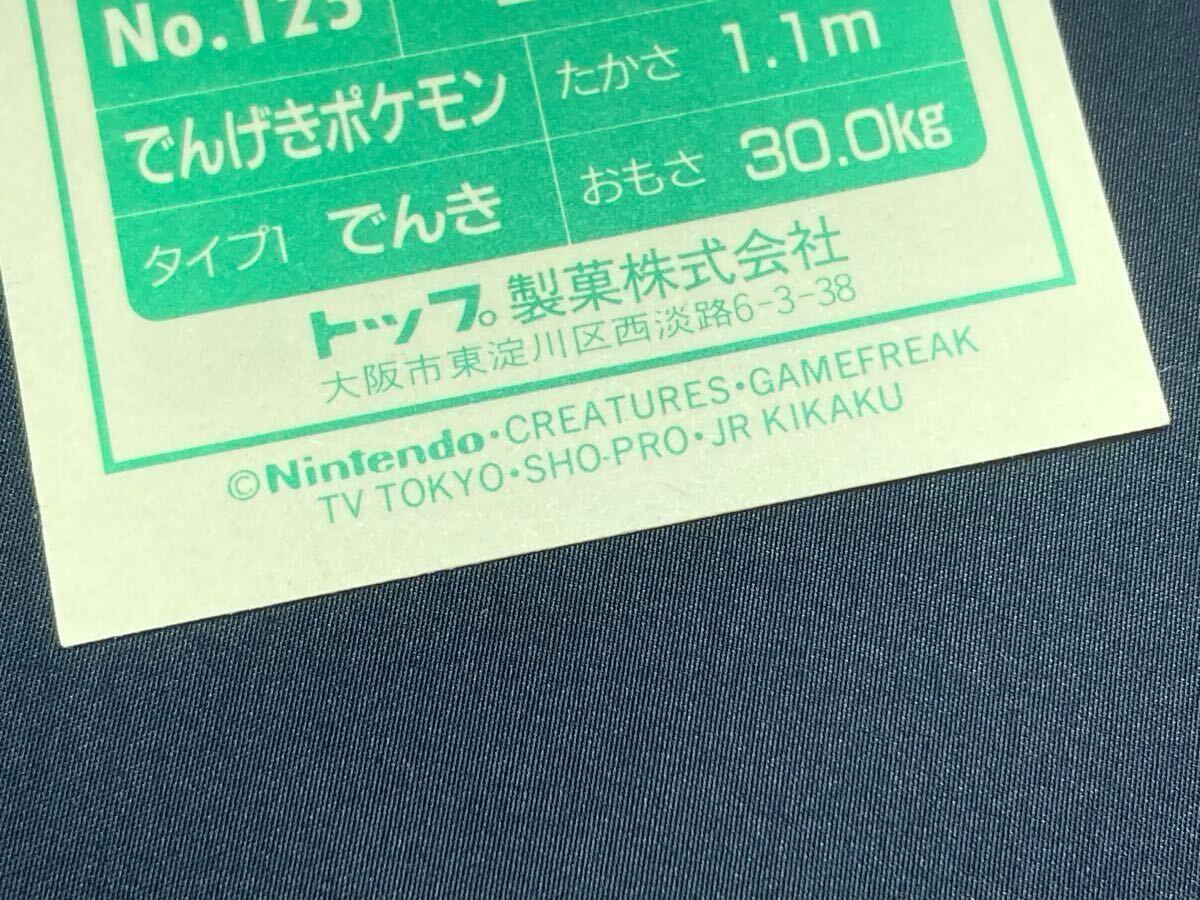 No.125
でんげきポケモン
たかさ 1.1m
タイプ1 でんき
おもさ 30.0kg
トップ。製菓株式会社
大阪市東淀川区西淡路6-3-38
©Nintendo・CREATURES・GAMEFREAK
TV TOKYO・SHO-PRO・JR KIKAKU